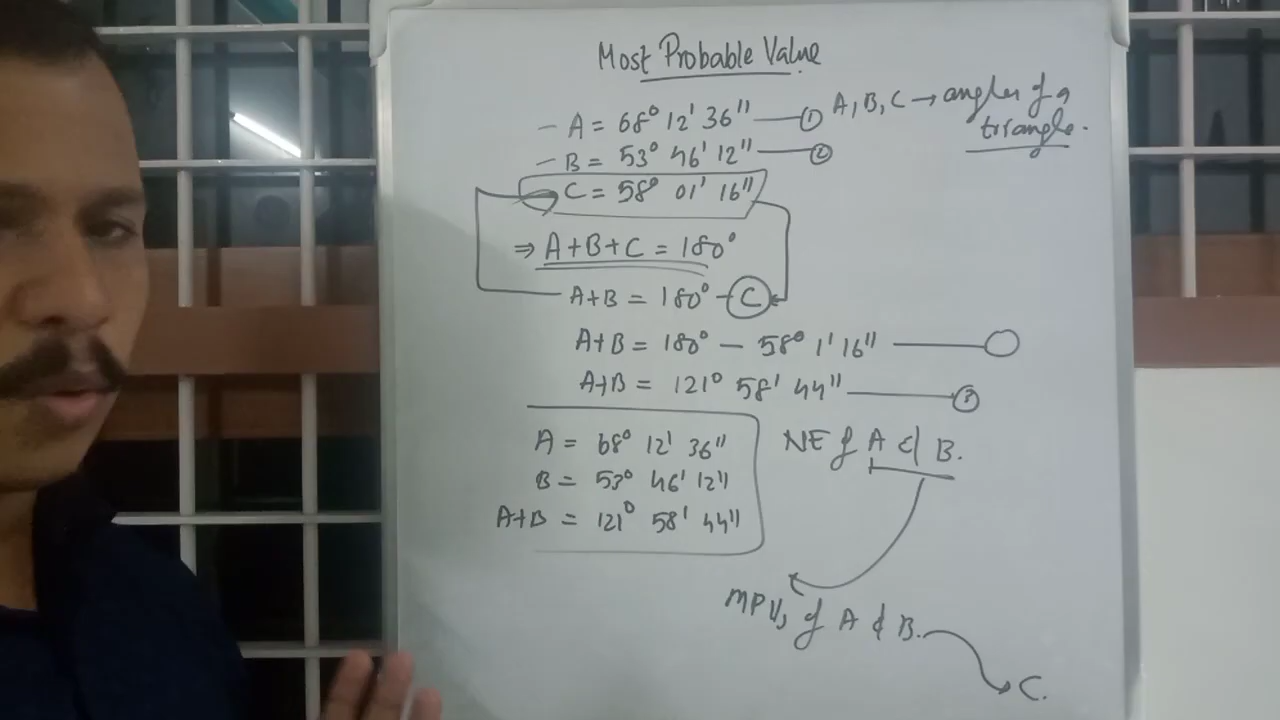 Most Probable Value
- A = 68° 12' 36" — ① A, B, C → angles of a triangle.
- B = 53° 46' 12" — ②
C = 58° 01' 16"
⇒ A+B+C = 180°
A+B = 180° - C
A+B = 180° - 58° 1' 16"
A+B = 121° 58' 44" — ③
A = 68° 12' 36"
B = 53° 46' 12"
A+B = 121° 58' 44"
NE of A & B.
MPVs of A & B.
C.